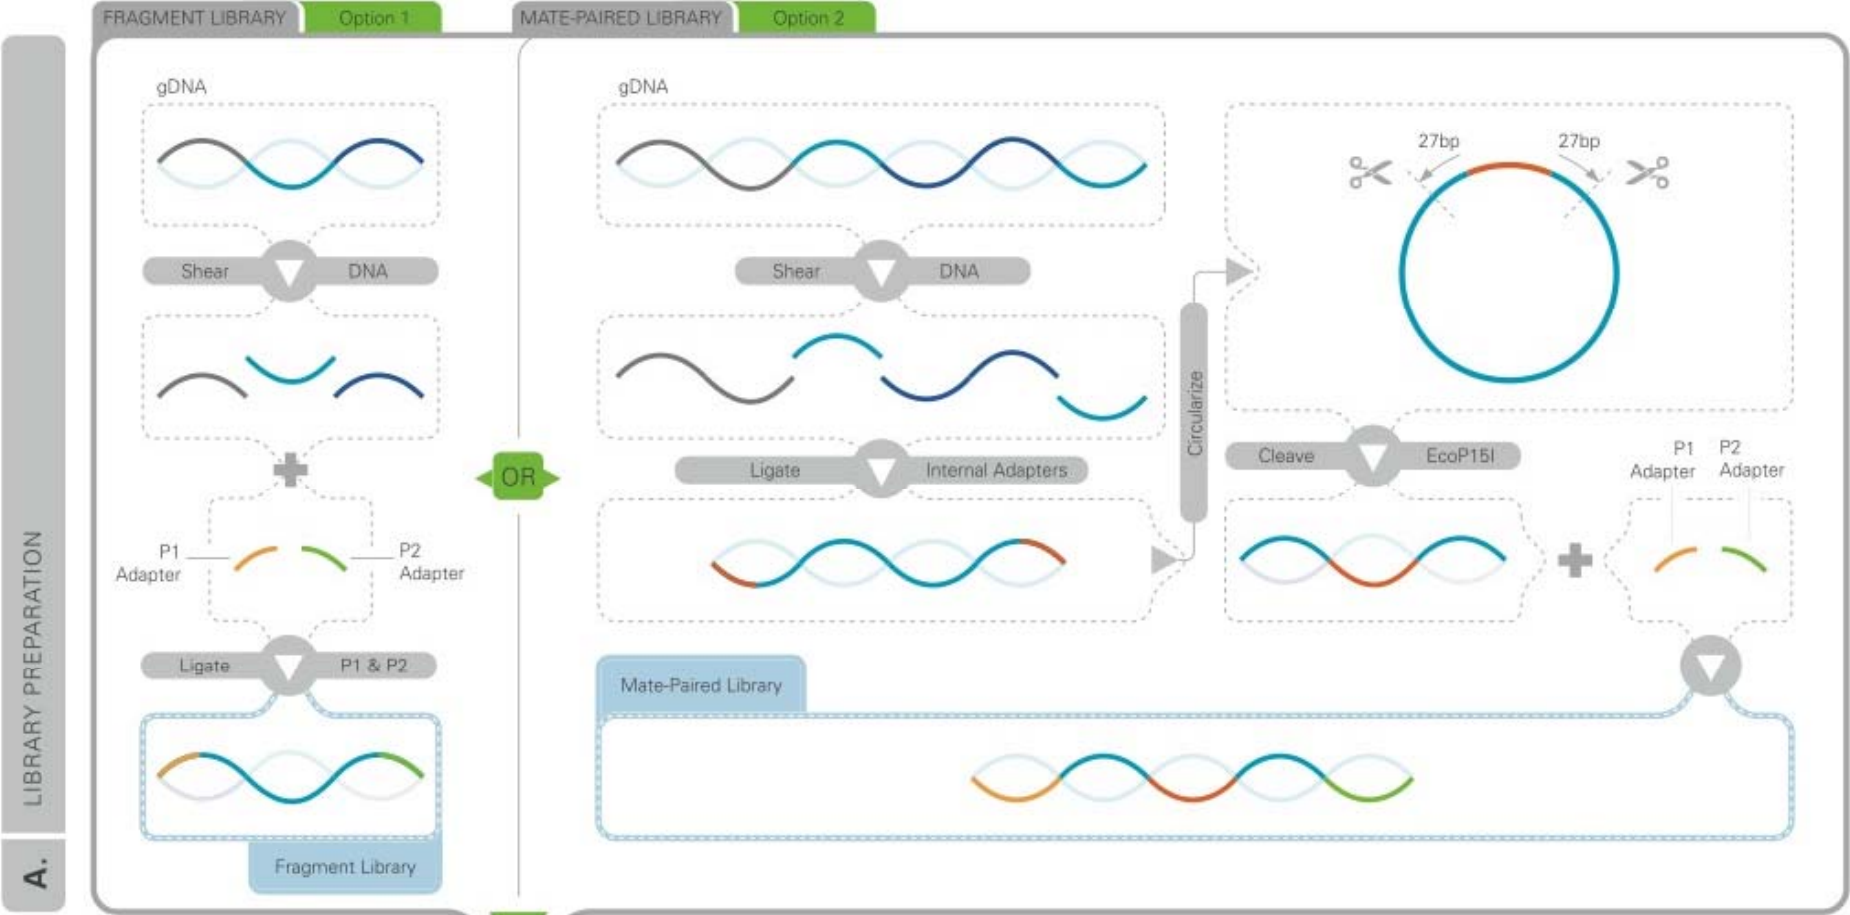 FRAGMENT LIBRARY
Option 1
MATE-PAIRED LIBRARY
Option 2
LIBRARY PREPARATION
A.
gDNA
Shear
DNA
P1
Adapter
P2
Adapter
Ligate
P1 & P2
Fragment Library
OR
gDNA
Shear
DNA
Ligate
Internal Adapters
Circularize
27bp
27bp
Cleave
EcoP15I
P1
Adapter
P2
Adapter
Mate-Paired Library